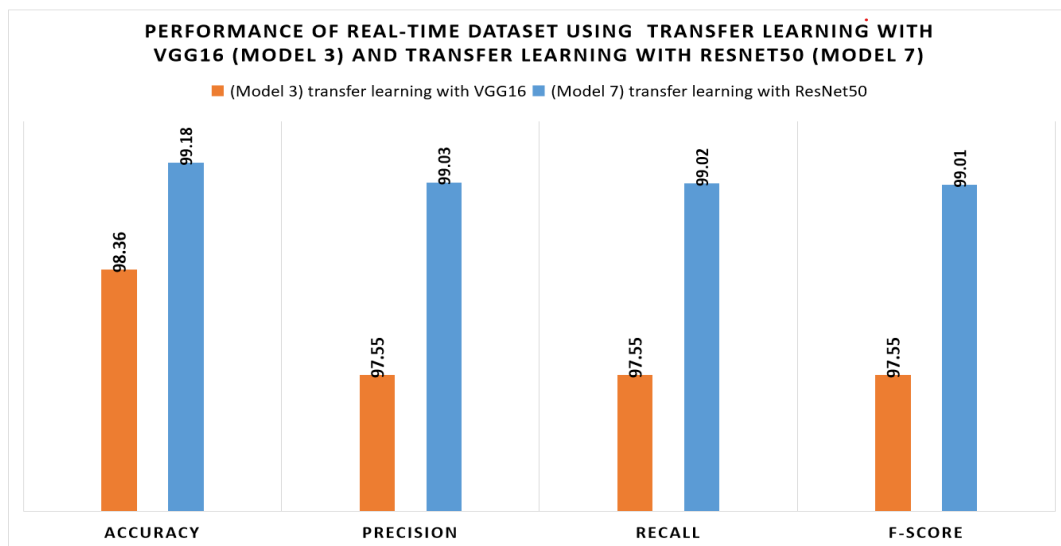 PERFORMANCE OF REAL-TIME DATASET USING TRANSFER LEARNING WITH
VGG16 (MODEL 3) AND TRANSFER LEARNING WITH RESNET50 (MODEL 7)
(Model 3) transfer learning with VGG16 (Model 7) transfer learning with ResNet50
98.36 99.18 97.55 99.03 97.55 99.02 97.55 99.01
ACCURACY PRECISION RECALL F-SCORE